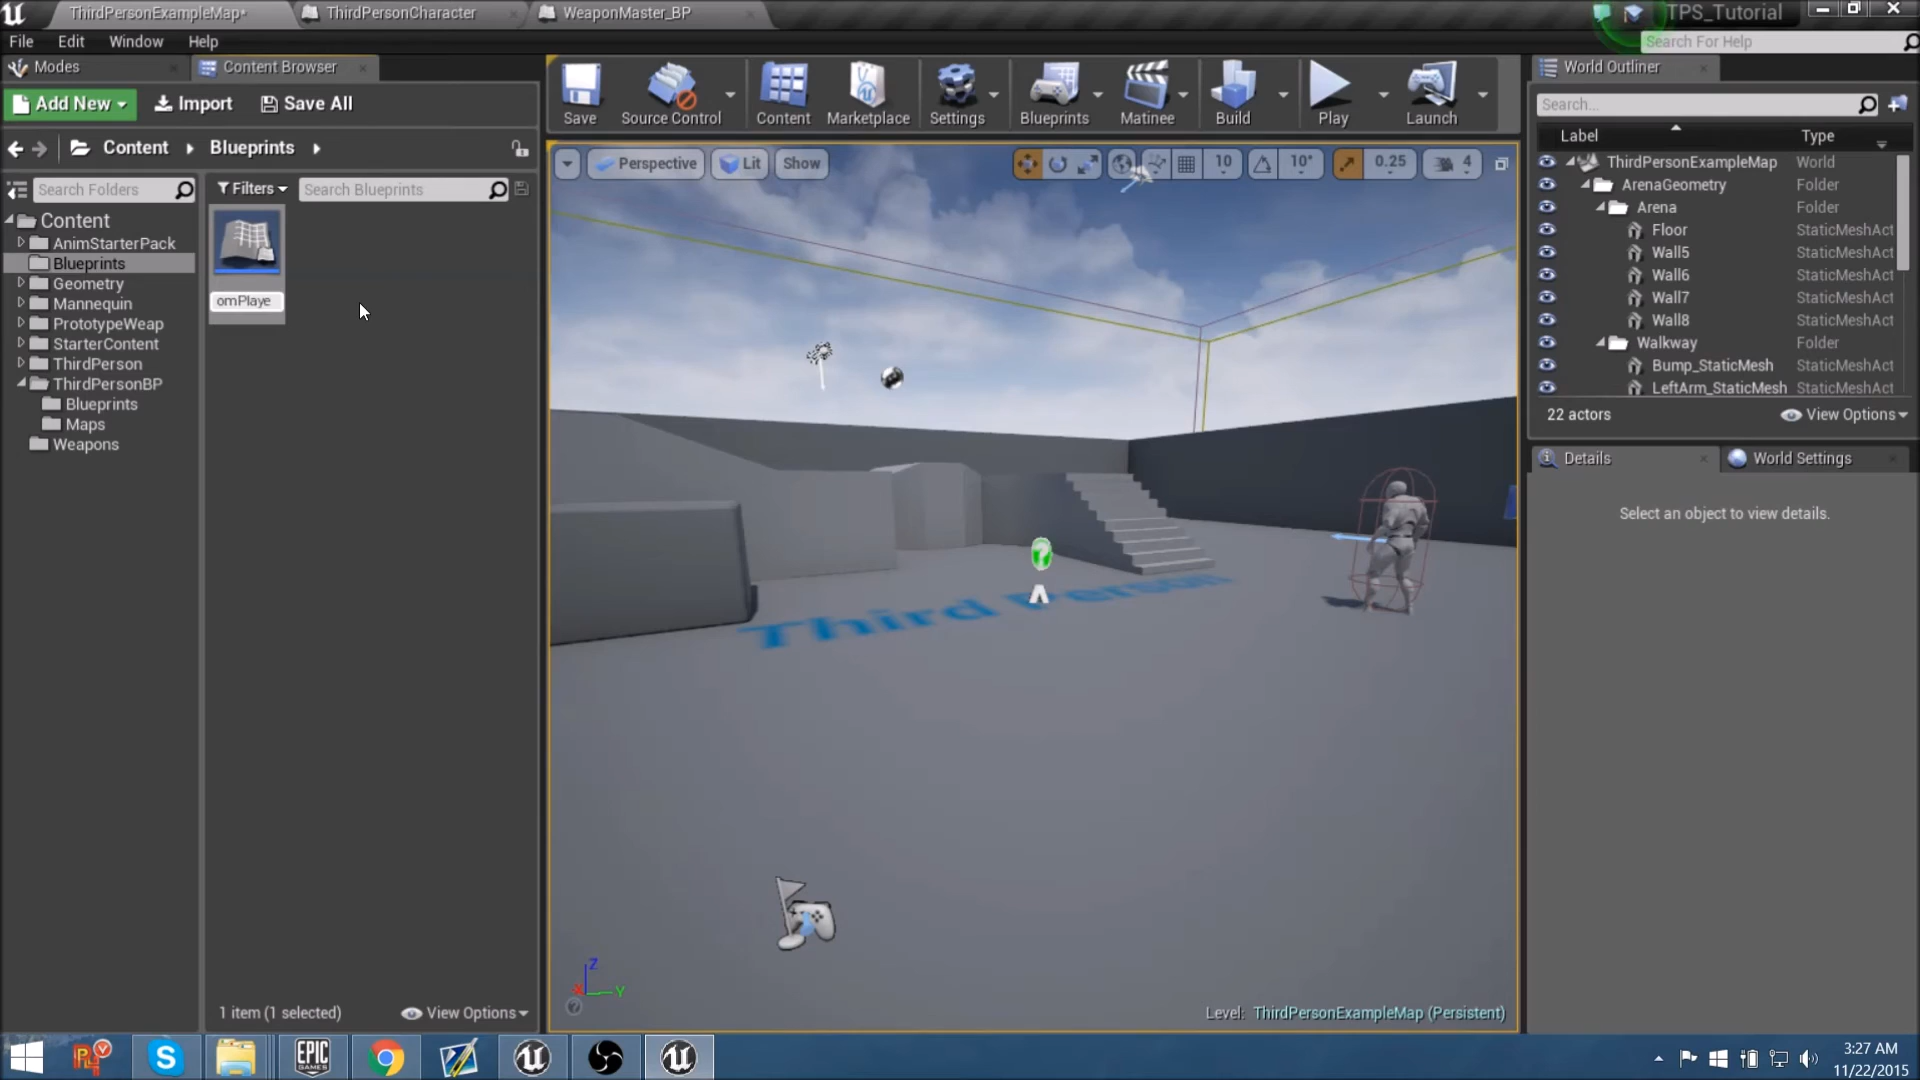 ThirdPersonExampleMap*
ThirdPersonCharacter
WeaponMaster_BP
TPS_Tutorial
File Edit Window Help
Search For Help
Modes
Content Browser
World Outliner
Add New
Import
Save All
Save
Source Control
Content
Marketplace
Settings
Blueprints
Matinee
Build
Play
Launch
Search...
Label
Type
Content
Blueprints
Search Folders
Filters
Search Blueprints
Perspective
Lit
Show
10
10°
0.25
4
ThirdPersonExampleMap World
ArenaGeometry Folder
Arena Folder
Floor StaticMeshAct
Wall5 StaticMeshAct
Wall6 StaticMeshAct
Wall7 StaticMeshAct
Wall8 StaticMeshAct
Walkway Folder
Bump_StaticMesh StaticMeshAct
LeftArm_StaticMesh StaticMeshAct
22 actors
View Options
Content
AnimStarterPack
Blueprints
Geometry
Mannequin
PrototypeWeap
StarterContent
ThirdPerson
ThirdPersonBP
Blueprints
Maps
Weapons
omPlaye
Details
World Settings
Select an object to view details.
Third Person
Z
X
Y
1 item (1 selected)
View Options
Level: ThirdPersonExampleMap (Persistent)
EPIC
GAMES
3:27 AM
11/22/2015